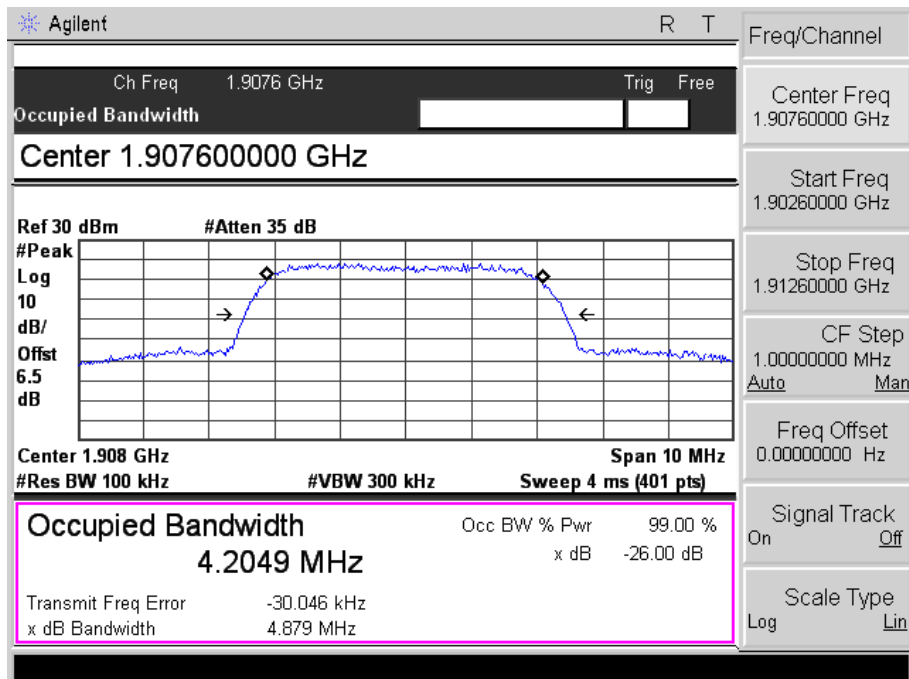 Agilent R T
Freq/Channel
Ch Freq 1.9076 GHz Trig Free
Occupied Bandwidth
Center 1.907600000 GHz
Center Freq
1.90760000 GHz
Start Freq
1.90260000 GHz
Stop Freq
1.91260000 GHz
CF Step
1.00000000 MHz
Auto Man
Freq Offset
0.00000000 Hz
Signal Track
On Off
Scale Type
Log Lin
Ref 30 dBm #Atten 35 dB
#Peak
Log
10
dB/
Offst
6.5
dB
Center 1.908 GHz Span 10 MHz
#Res BW 100 kHz #VBW 300 kHz Sweep 4 ms (401 pts)
Occupied Bandwidth Occ BW % Pwr 99.00 %
4.2049 MHz x dB -26.00 dB
Transmit Freq Error -30.046 kHz
x dB Bandwidth 4.879 MHz